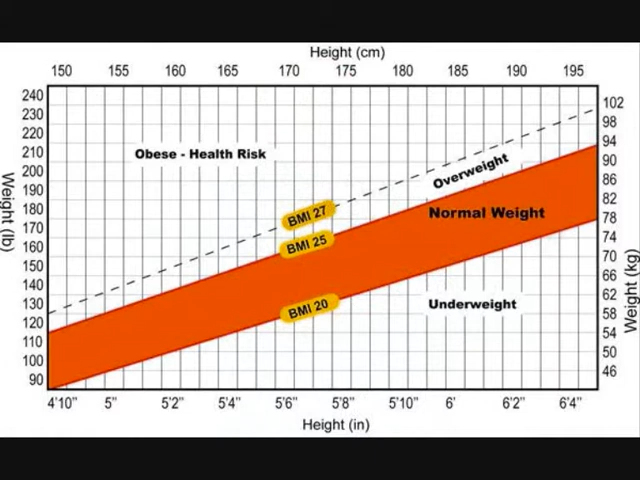 Height (cm)
150 155 160 165 170 175 180 185 190 195
240
230
220
210
200
190
180
170
160
150
140
130
120
110
100
90
Weight (lb)
102
98
94
90
86
82
78
74
70
66
62
58
54
50
46
Weight (kg)
Obese - Health Risk
Overweight
BMI 27
Normal Weight
BMI 25
BMI 20
Underweight
4'10" 5" 5'2" 5'4" 5'6" 5'8" 5'10" 6' 6'2" 6'4"
Height (in)